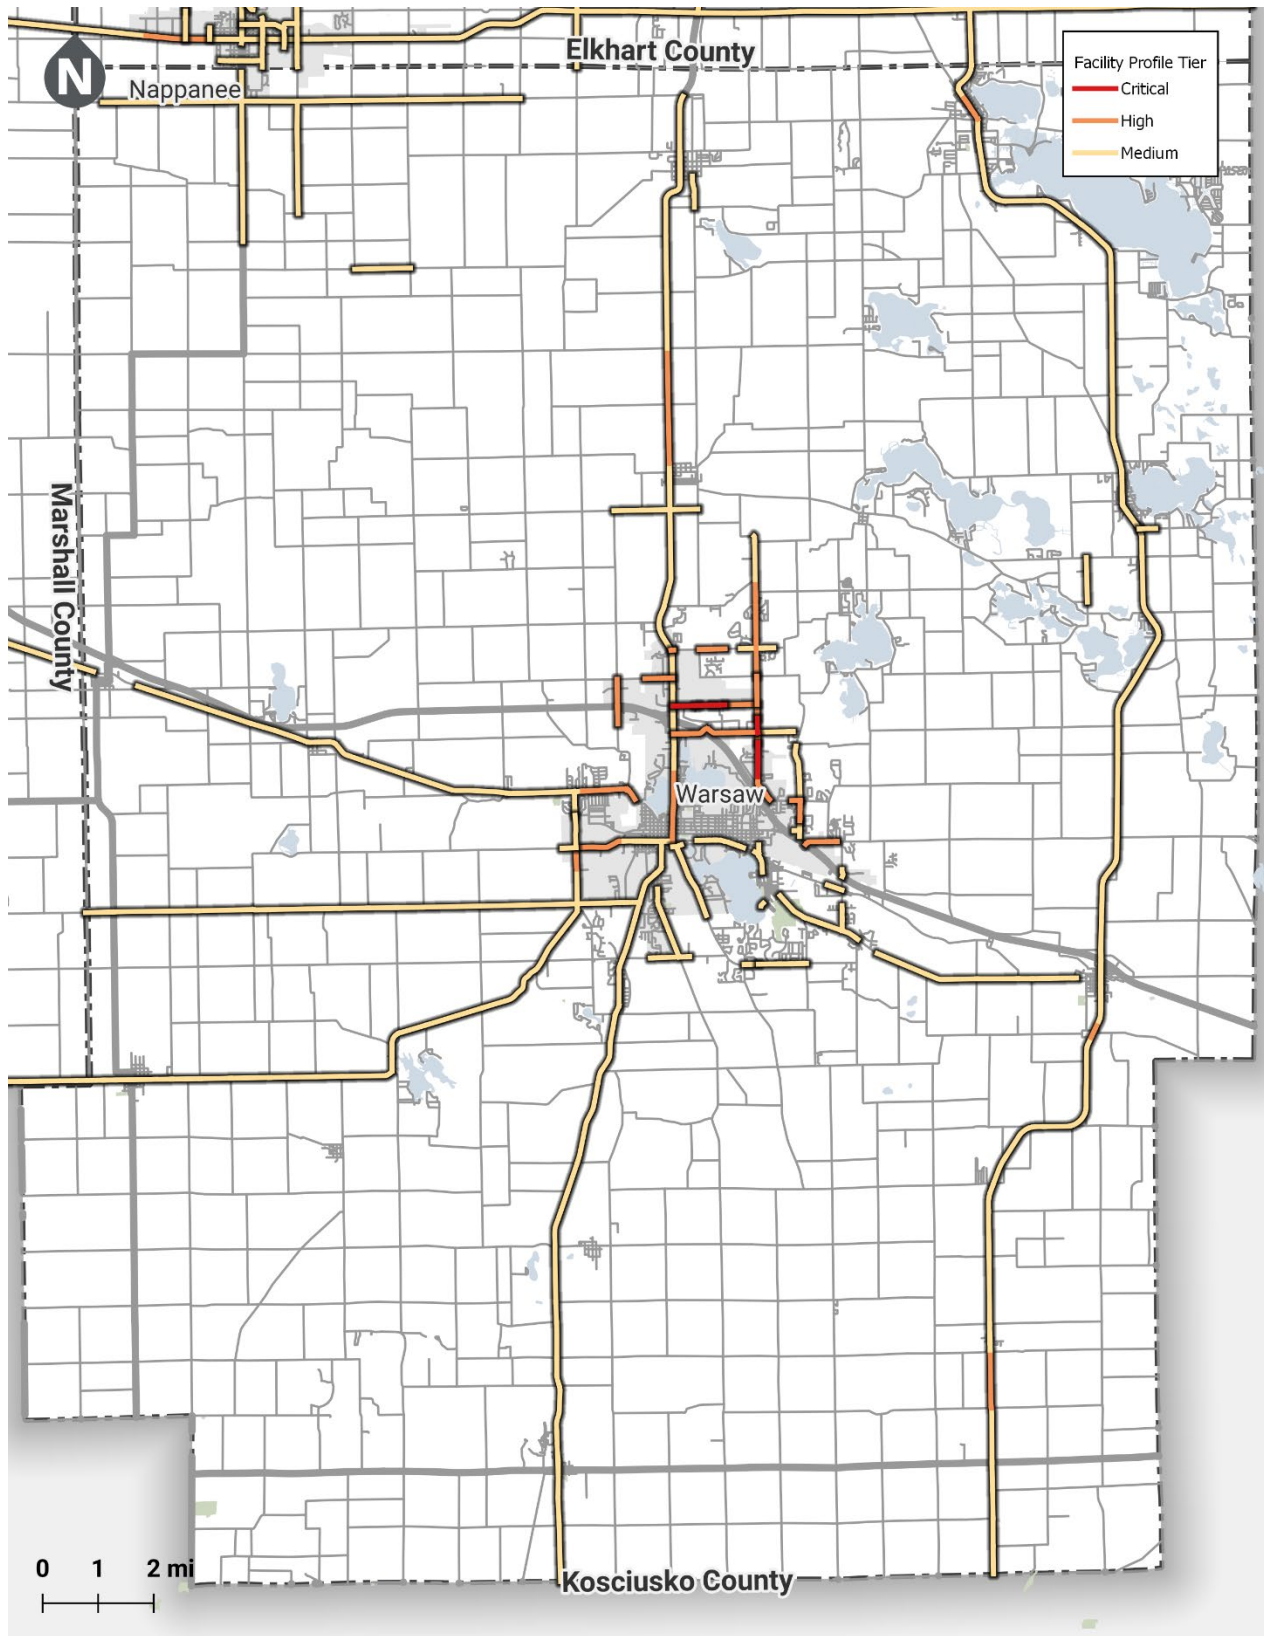 Elkhart County
N
Nappanee
Facility Profile Tier
Critical
High
Medium
Marshall County
Warsaw
0 1 2 mi
Kosciusko County